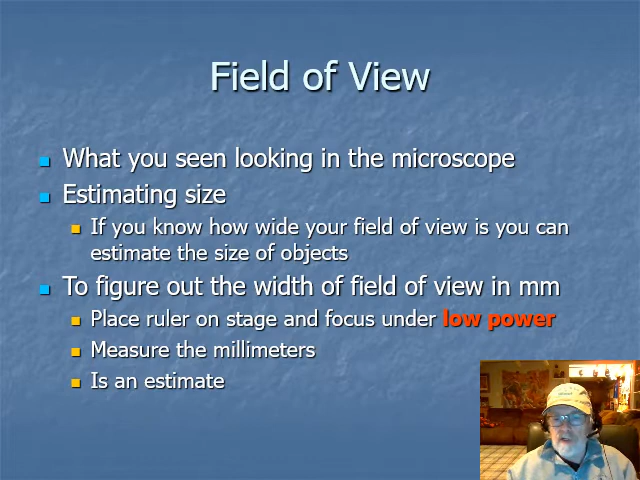 Field of View
What you seen looking in the microscope
Estimating size
If you know how wide your field of view is you can
estimate the size of objects
To figure out the width of field of view in mm
Place ruler on stage and focus under low power
Measure the millimeters
Is an estimate